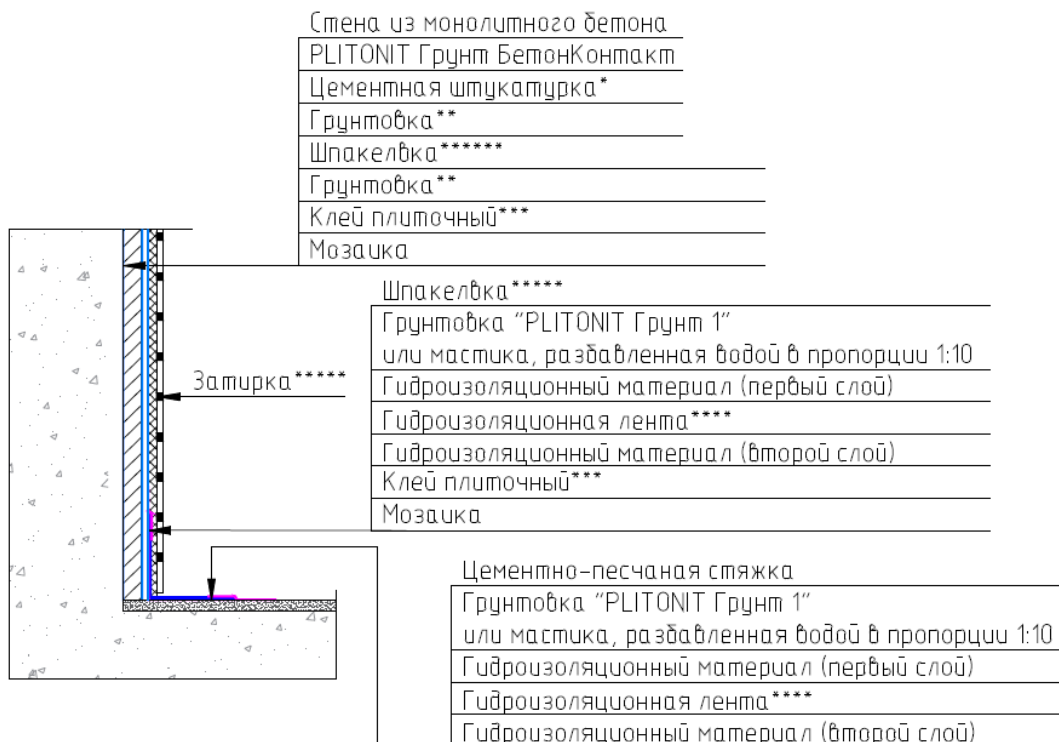 Стена из монолитного бетона
PLITONIT Грунт БетонКонтакт
Цементная штукатурка*
Грунтовка**
Шпакелвка******
Грунтовка**
Клей плиточный***
Мозаика
Шпакелвка*****
Грунтовка "PLITONIT Грунт 1"
или мастика, разбавленная водой в пропорции 1:10
Гидроизоляционный материал (первый слой)
Гидроизоляционная лента****
Гидроизоляционный материал (второй слой)
Клей плиточный***
Мозаика
Затирка*****
Цементно-песчаная стяжка
Грунтовка "PLITONIT Грунт 1"
или мастика, разбавленная водой в пропорции 1:10
Гидроизоляционный материал (первый слой)
Гидроизоляционная лента****
Гидроизоляционный материал (второй слой)